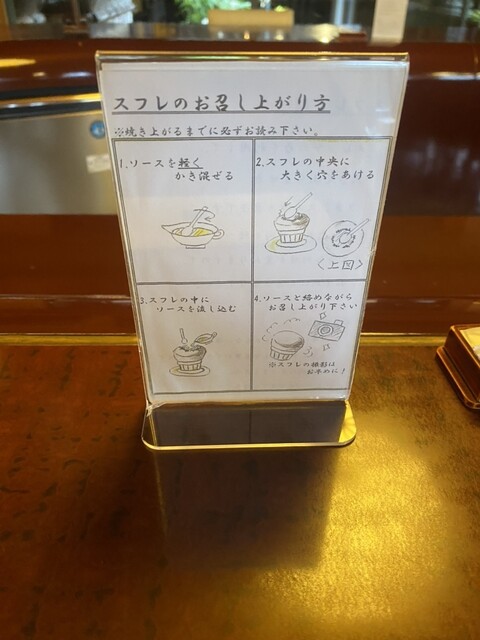 スフレのお召し上がり方
※焼き上がるまでに必ずお読み下さい。
1.ソースを軽く
かき混ぜる
2.スフレの中央に
大きく穴をあける
<上図>
3.スフレの中に
ソースを流し込む
4.ソースと絡めながら
お召し上がり下さい
※スフレの撮影は
お早めに!